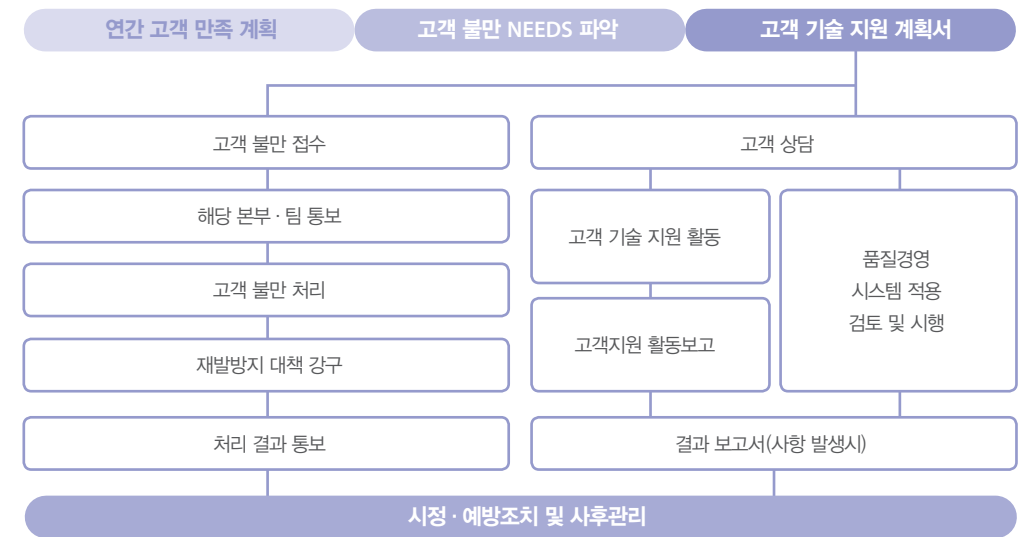 연간 고객 만족 계획
고객 불만 NEEDS 파악
고객 기술 지원 계획서
고객 불만 접수
해당 본부 · 팀 통보
고객 불만 처리
재발방지 대책 강구
처리 결과 통보
고객 상담
고객 기술 지원 활동
고객지원 활동보고
품질경영
시스템 적용
검토 및 시행
결과 보고서(사항 발생시)
시정 · 예방조치 및 사후관리